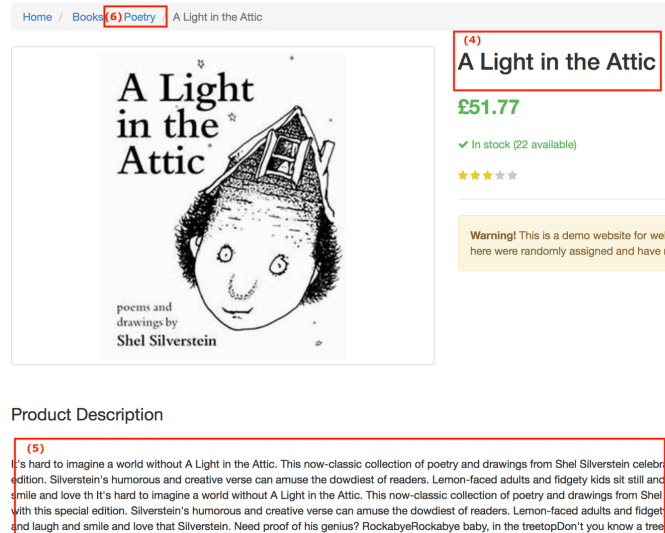 Home / Books (6) Poetry / A Light in the Attic
(4)
A Light in the Attic
£51.77
In stock (22 available)
Warning! This is a demo website for we
here were randomly assigned and have
A Light
in the
Attic
poems and
drawings by
Shel Silverstein
Product Description
(5)
It's hard to imagine a world without A Light in the Attic. This now-classic collection of poetry and drawings from Shel Silverstein celebr
edition. Silverstein's humorous and creative verse can amuse the dowdiest of readers. Lemon-faced adults and fidgety kids sit still and
smile and love th It's hard to imagine a world without A Light in the Attic. This now-classic collection of poetry and drawings from Shel
with this special edition. Silverstein's humorous and creative verse can amuse the dowdiest of readers. Lemon-faced adults and fidget
and laugh and smile and love that Silverstein. Need proof of his genius? RockabyeRockabye baby, in the treetopDon't you know a tree